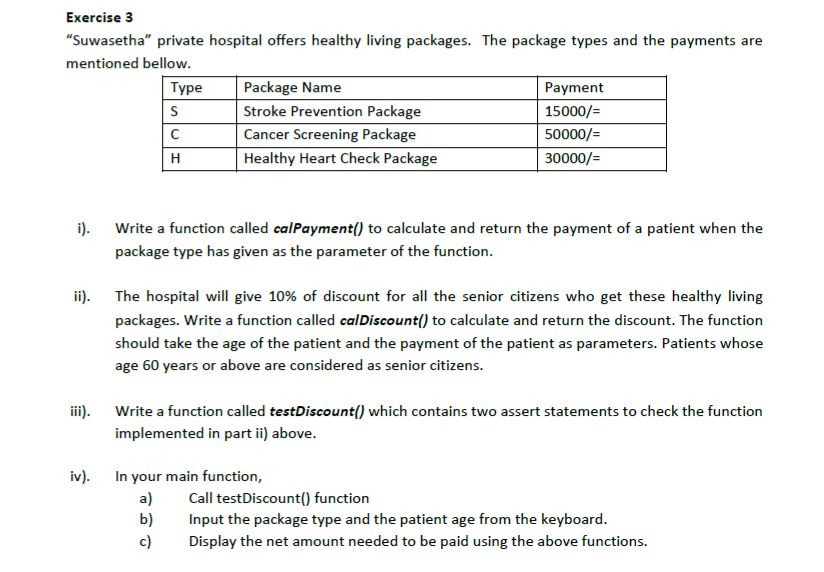 Exercise 3
“Suwasetha” private hospital offers healthy living packages. The package types and the payments are
mentioned bellow.
Type Package Name Payment
S Stroke Prevention Package 15000/=
C Cancer Screening Package 50000/=
H Healthy Heart Check Package 30000/=
i). Write a function called calPayment() to calculate and return the payment of a patient when the
package type has given as the parameter of the function.
ii). The hospital will give 10% of discount for all the senior citizens who get these healthy living
packages. Write a function called calDiscount() to calculate and return the discount. The function
should take the age of the patient and the payment of the patient as parameters. Patients whose
age 60 years or above are considered as senior citizens.
iii). Write a function called testDiscount() which contains two assert statements to check the function
implemented in part ii) above.
iv). In your main function,
a) Call testDiscount() function
b) Input the package type and the patient age from the keyboard.
c) Display the net amount needed to be paid using the above functions.